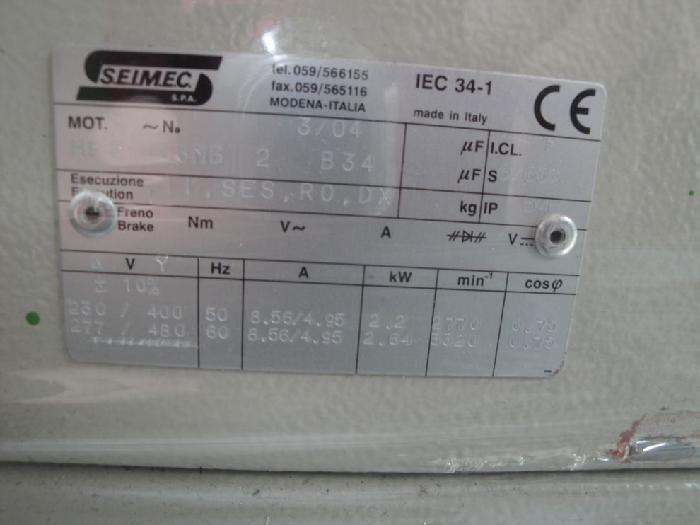 SEIMEC
S.P.A.
tel. 059/566155
fax. 059/565116
MODENA-ITALIA
IEC 34-1
made in Italy
CE
MOT. ~ No 3/04
µF I.CL.
2 B34
µF S
Esecuzione
Execution SES, RO, DX
kg IP
Freno
Brake Nm V~ A V
Δ V Y Hz A kW min⁻¹ cosφ
± 10%
230 / 400 50 8.56/4.95 2.2
277 / 480 60 8.56/4.95 2.64